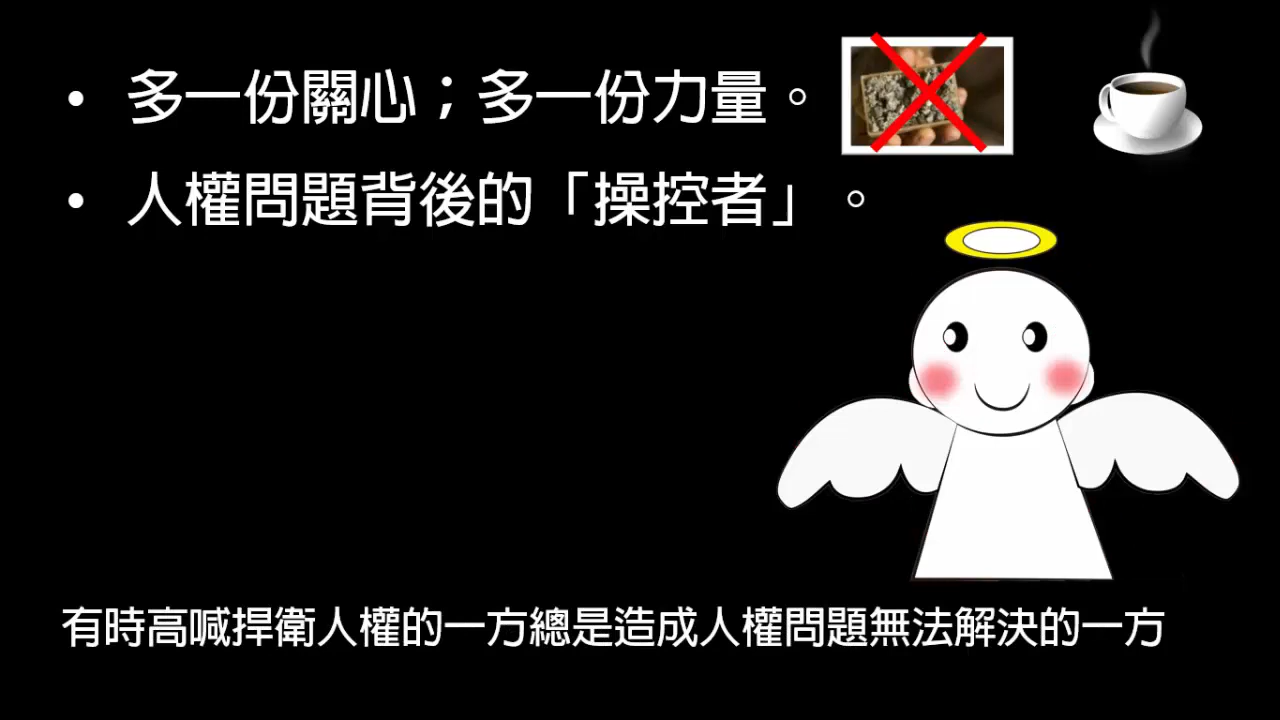 • 多一份關心；多一份力量。
• 人權問題背後的「操控者」。
有時高喊捍衛人權的一方總是造成人權問題無法解決的一方